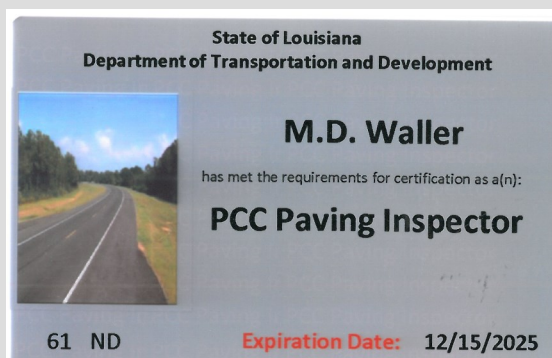 State of Louisiana
Department of Transportation and Development
M.D. Waller
has met the requirements for certification as a(n):
PCC Paving Inspector
61 ND
Expiration Date: 12/15/2025